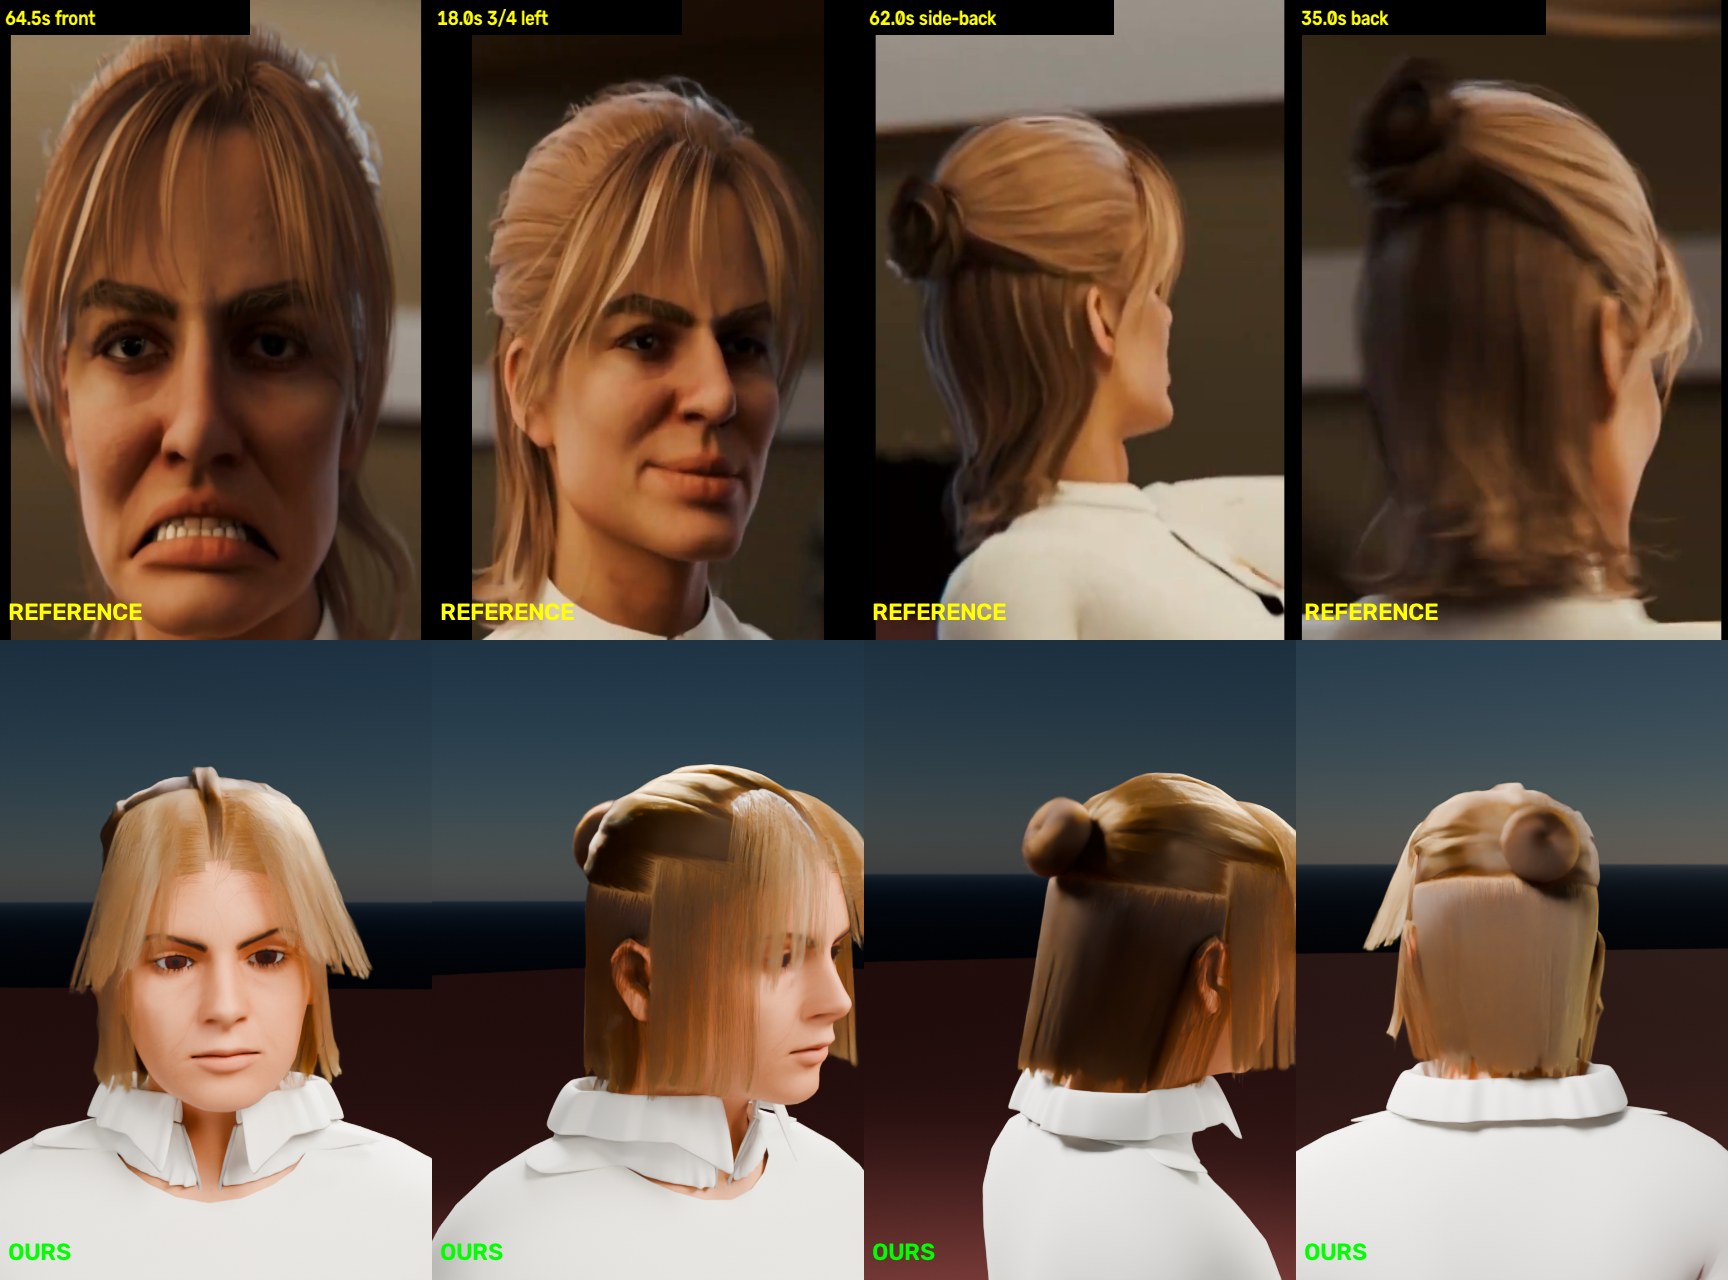 64.5s front
18.0s 3/4 left
62.0s side-back
35.0s back
REFERENCE
REFERENCE
REFERENCE
REFERENCE
OURS
OURS
OURS
OURS